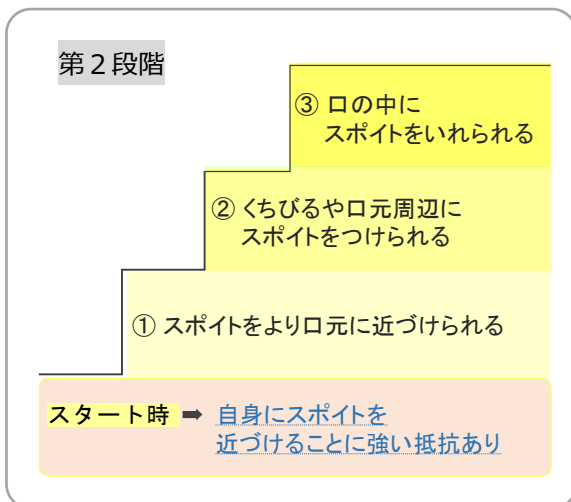 第２段階
③ 口の中に
スポイトをいれられる
② くちびるや口元周辺に
スポイトをつけられる
① スポイトをより口元に近づけられる
スタート時 ➡ 自身にスポイトを
近づけることに強い抵抗あり